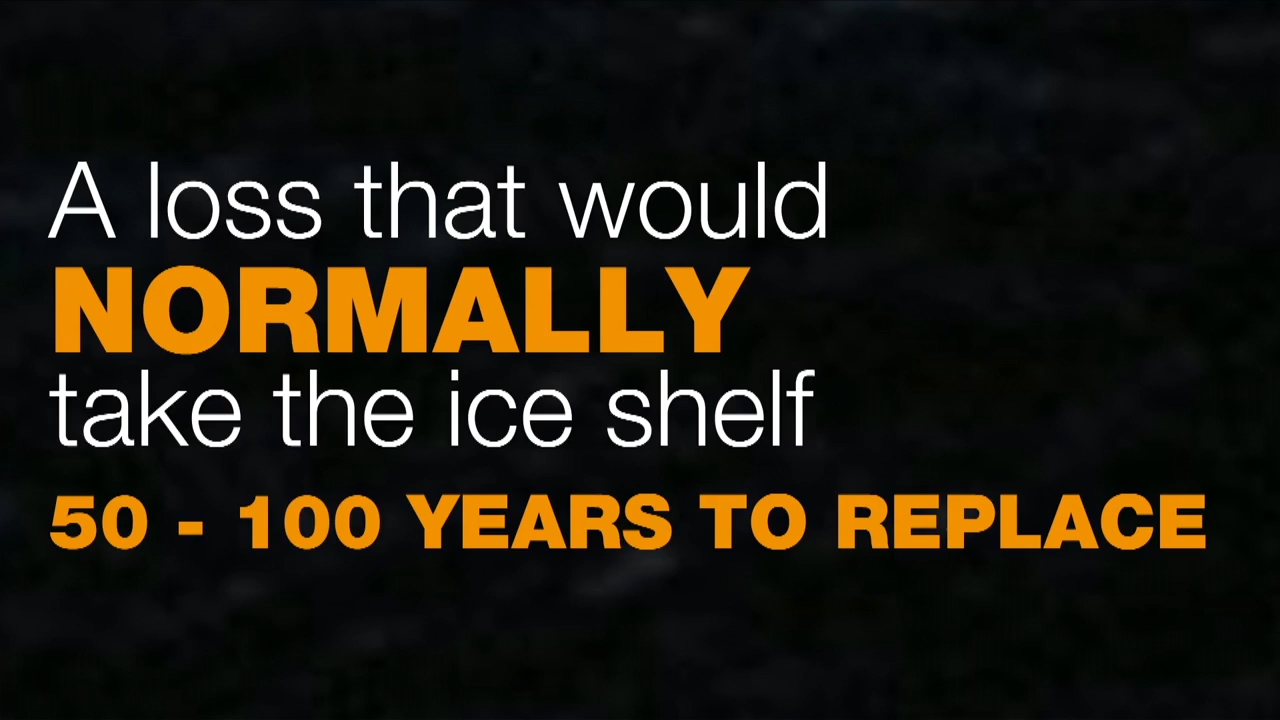 A loss that would
NORMALLY
take the ice shelf
50 - 100 YEARS TO REPLACE